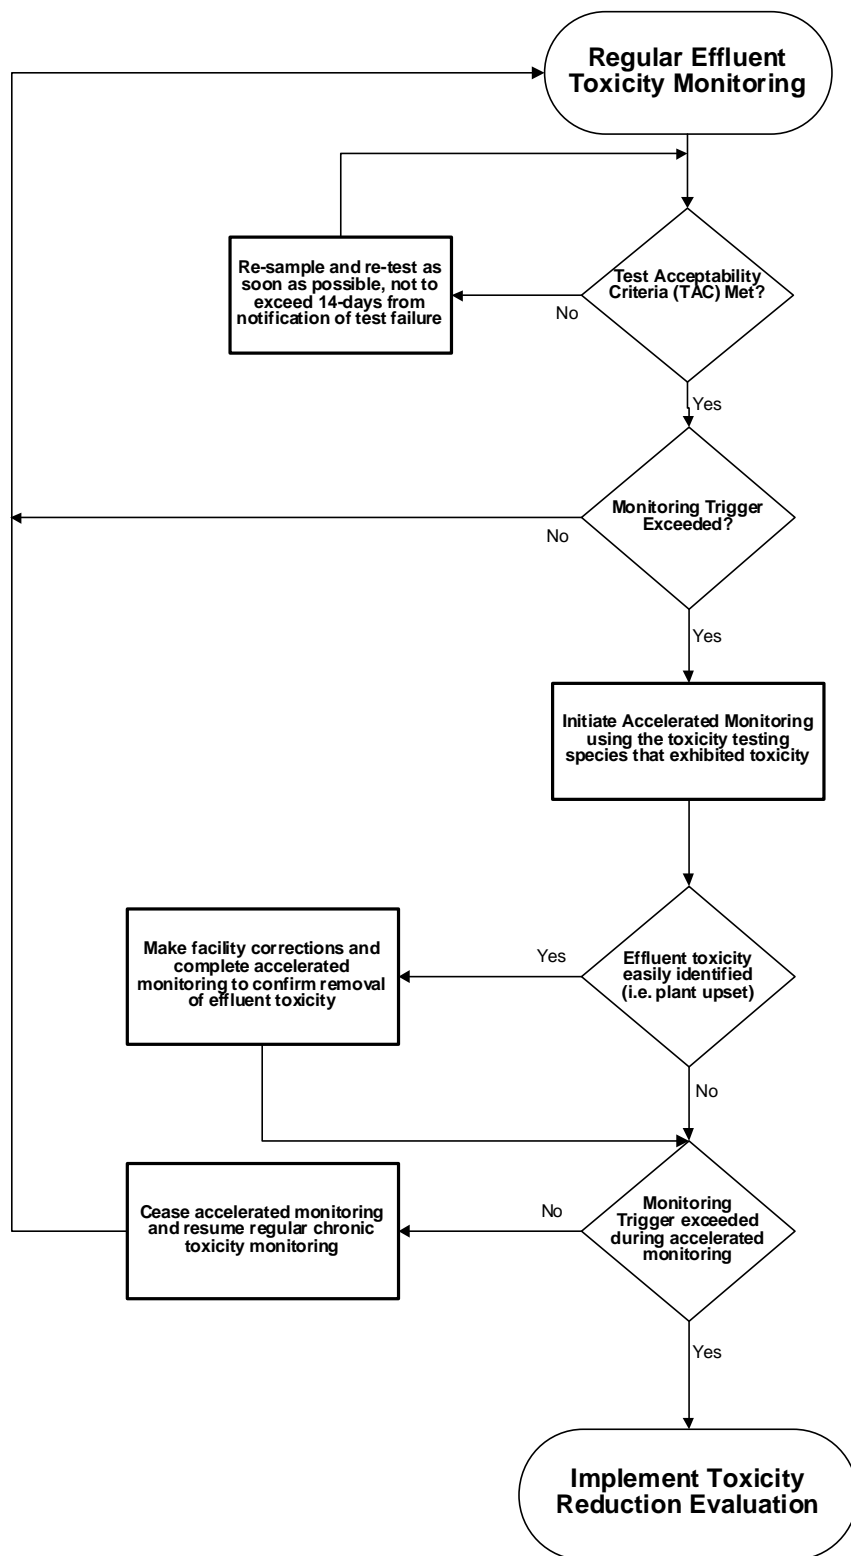 Regular Effluent
Toxicity Monitoring
Re-sample and re-test as
soon as possible, not to
exceed 14-days from
notification of test failure
No
Test Acceptability
Criteria (TAC) Met?
Yes
Monitoring Trigger
Exceeded?
No
Yes
Initiate Accelerated Monitoring
using the toxicity testing
species that exhibited toxicity
Make facility corrections and
complete accelerated
monitoring to confirm removal
of effluent toxicity
Yes
Effluent toxicity
easily identified
(i.e. plant upset)
No
Cease accelerated monitoring
and resume regular chronic
toxicity monitoring
No
Monitoring
Trigger exceeded
during accelerated
monitoring
Yes
Implement Toxicity
Reduction Evaluation